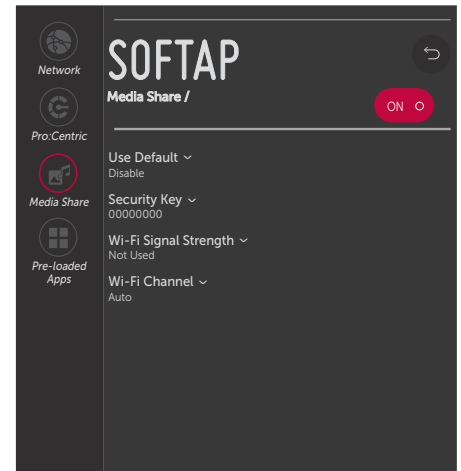 Network
Pro:Centric
Media Share
Pre-loaded
Apps
SOFTAP
Media Share /
ON
Use Default
Disable
Security Key
00000000
Wi-Fi Signal Strength
Not Used
Wi-Fi Channel
Auto